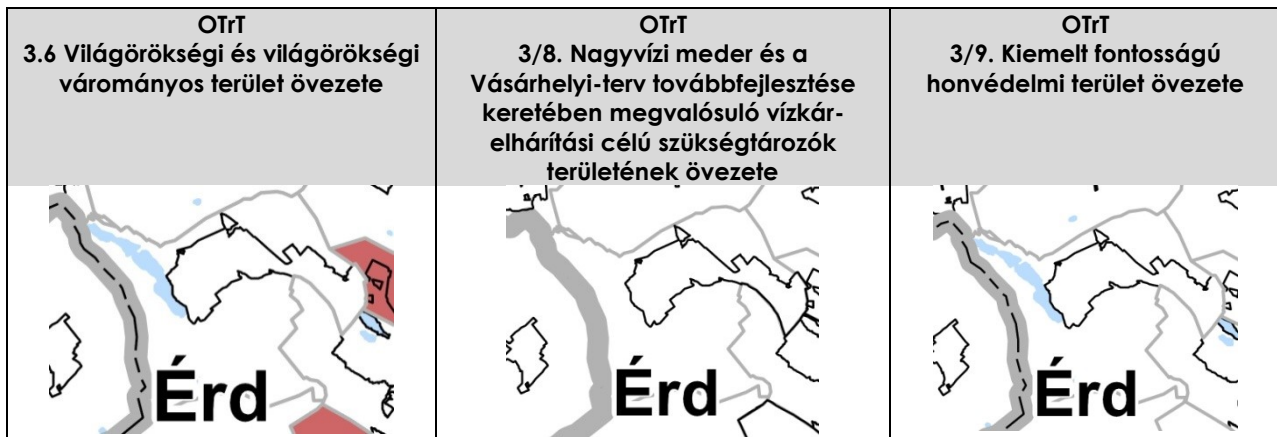 OTrT
3.6 Világörökségi és világörökségi
várományos terület övezete
OTrT
3/8. Nagyvízi meder és a
Vásárhelyi-terv továbbfejlesztése
keretében megvalósuló vízkár-
elhárítási célú szükségtározók
területének övezete
OTrT
3/9. Kiemelt fontosságú
honvédelmi terület övezete
Érd
Érd
Érd